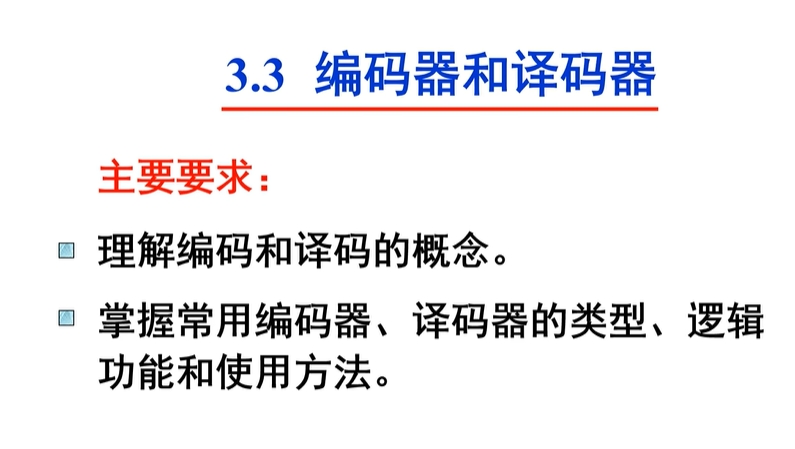 3.3 编码器和译码器
主要要求：
理解编码和译码的概念。
掌握常用编码器、译码器的类型、逻辑
功能和使用方法。